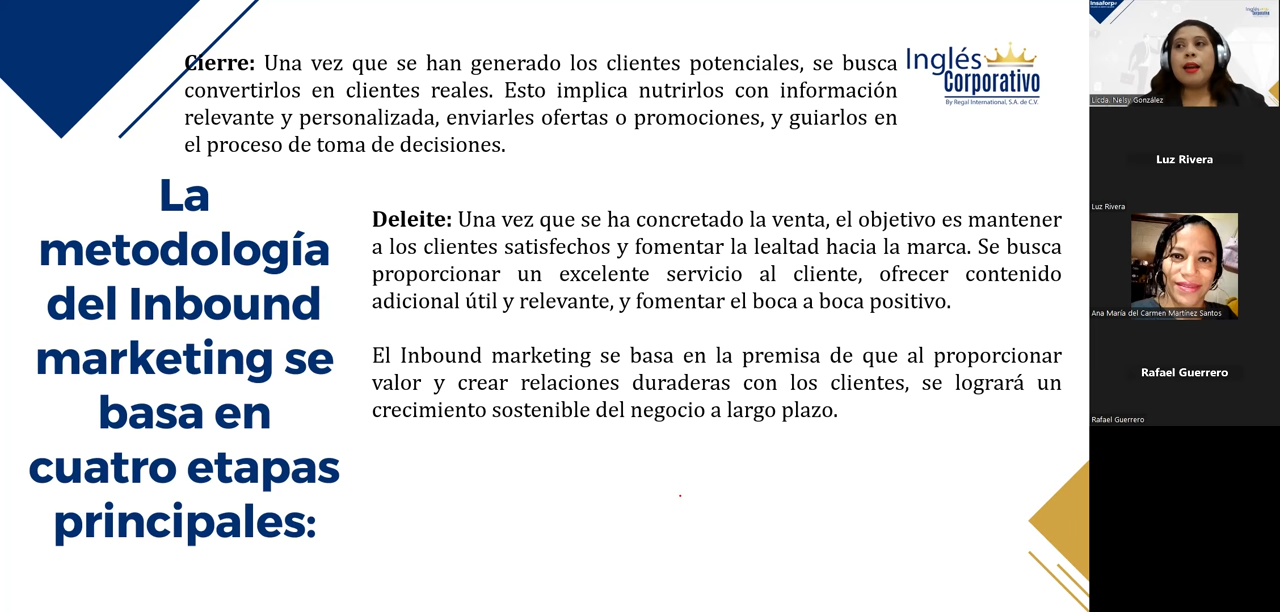 Cierre: Una vez que se han generado los clientes potenciales, se busca
convertirlos en clientes reales. Esto implica nutrirlos con información
relevante y personalizada, enviarles ofertas o promociones, y guiarlos en
el proceso de toma de decisiones.
Inglés
Corporativo
By Regal International, S.A. de C.V.
La
metodología
del Inbound
marketing se
basa en
cuatro etapas
principales:
Deleite: Una vez que se ha concretado la venta, el objetivo es mantener
a los clientes satisfechos y fomentar la lealtad hacia la marca. Se busca
proporcionar un excelente servicio al cliente, ofrecer contenido
adicional útil y relevante, y fomentar el boca a boca positivo.
El Inbound marketing se basa en la premisa de que al proporcionar
valor y crear relaciones duraderas con los clientes, se logrará un
crecimiento sostenible del negocio a largo plazo.
Insaforp
Licda. Nelsy González
Luz Rivera
Luz Rivera
Ana María del Carmen Martinez Santos
Rafael Guerrero
Rafael Guerrero